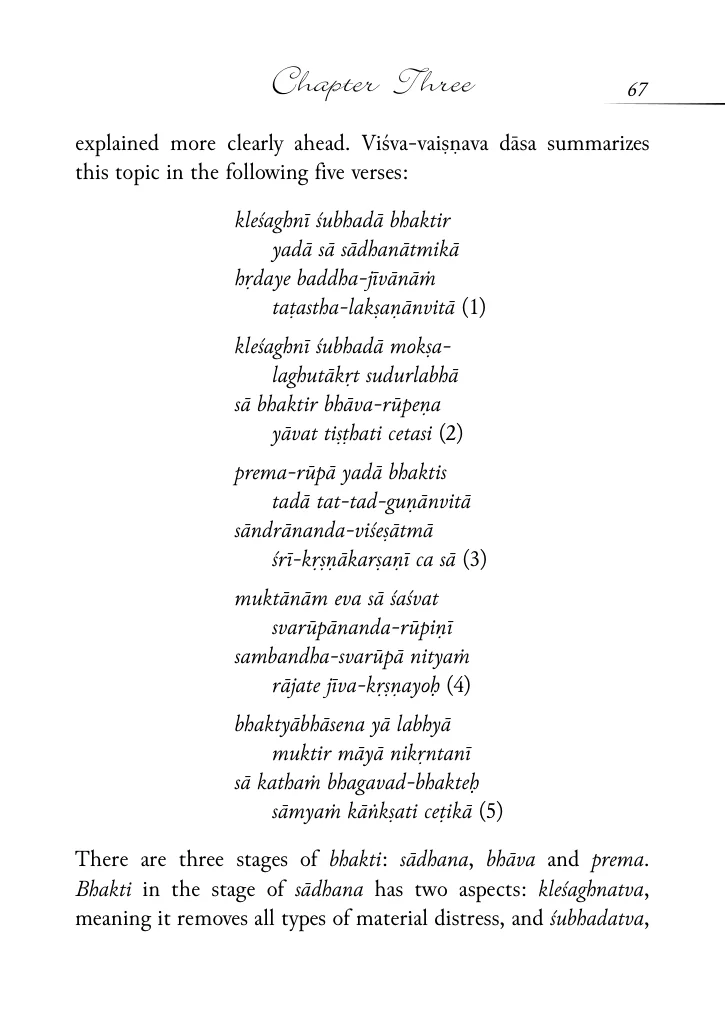 Chapter Three
67
explained more clearly ahead. Viśva-vaiṣṇava dāsa summarizes
this topic in the following five verses:
kleśaghnī śubhadā bhaktir
yadā sā sādhanātmikā
hṛdaye baddha-jīvānāṁ
taṭastha-lakṣaṇānvitā (1)
kleśaghnī śubhadā mokṣa-
laghutākṛt sudurlabhā
sā bhaktir bhāva-rūpeṇa
yāvat tiṣṭhati cetasi (2)
prema-rūpā yadā bhaktis
tadā tat-tad-guṇānvitā
sāndrānanda-viśeṣātmā
śrī-kṛṣṇākarṣaṇī ca sā (3)
muktānām eva sā śaśvat
svarūpānanda-rūpiṇī
sambandha-svarūpā nityaṁ
rājate jīva-kṛṣṇayoḥ (4)
bhaktyābhāsena yā labhyā
muktir māyā nikṛntanī
sā kathaṁ bhagavad-bhakteḥ
sāmyaṁ kāṅkṣati ceṭikā (5)
There are three stages of bhakti: sādhana, bhāva and prema.
Bhakti in the stage of sādhana has two aspects: kleśaghnatva,
meaning it removes all types of material distress, and śubhadatva,